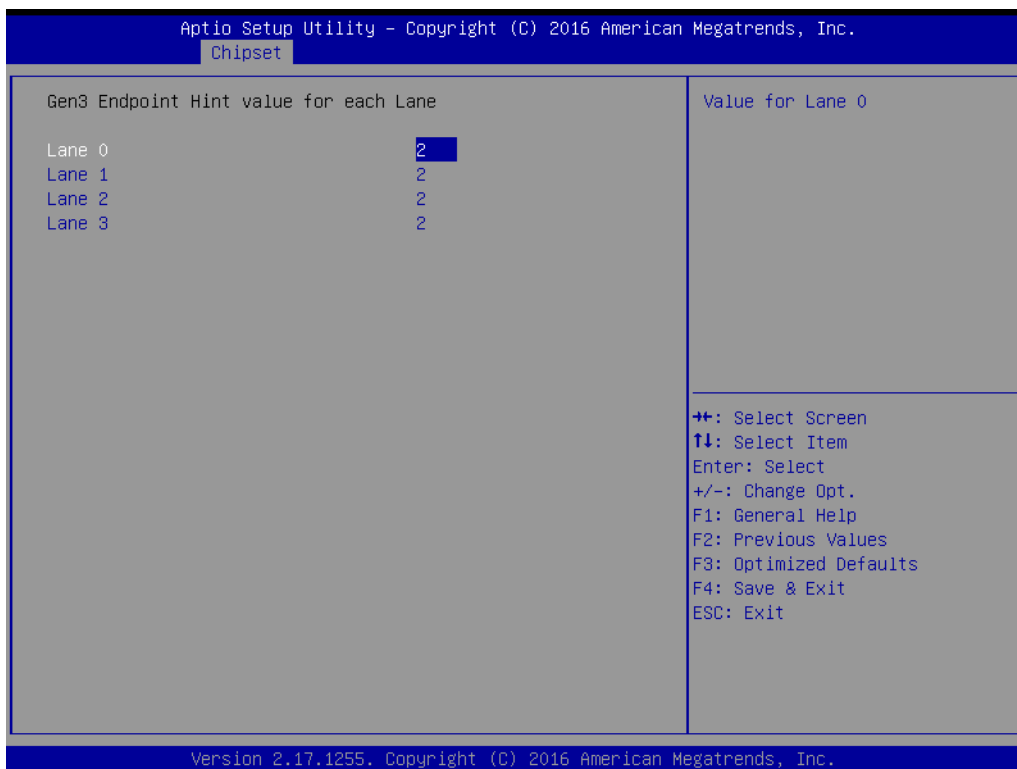 Aptio Setup Utility – Copyright (C) 2016 American Megatrends, Inc.
Chipset
Gen3 Endpoint Hint value for each Lane
Lane 0 2
Lane 1 2
Lane 2 2
Lane 3 2
Value for Lane 0
→←: Select Screen
↑↓: Select Item
Enter: Select
+/-: Change Opt.
F1: General Help
F2: Previous Values
F3: Optimized Defaults
F4: Save & Exit
ESC: Exit
Version 2.17.1255. Copyright (C) 2016 American Megatrends, Inc.